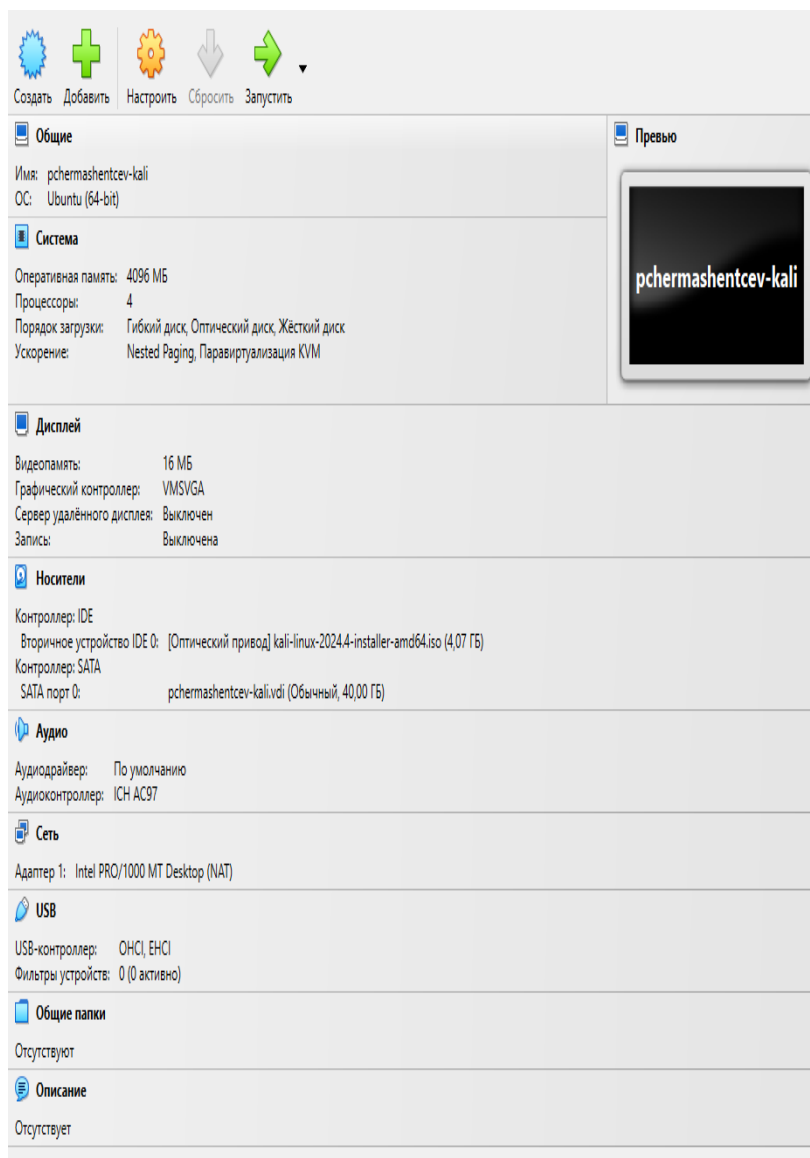 Создать Добавить Настроить Сбросить Запустить
Общие
Имя: pchermashentcev-kali
ОС: Ubuntu (64-bit)
Превью
pchermashentcev-kali
Система
Оперативная память: 4096 МБ
Процессоры: 4
Порядок загрузки: Гибкий диск, Оптический диск, Жёсткий диск
Ускорение: Nested Paging, Паравиртуализация KVM
Дисплей
Видеопамять: 16 МБ
Графический контроллер: VMSVGA
Сервер удалённого дисплея: Выключен
Запись: Выключена
Носители
Контроллер: IDE
Вторичное устройство IDE 0: [Оптический привод] kali-linux-2024.4-installer-amd64.iso (4,07 ГБ)
Контроллер: SATA
SATA порт 0: pchermashentcev-kali.vdi (Обычный, 40,00 ГБ)
Аудио
Аудиодрайвер: По умолчанию
Аудиоконтроллер: ICH AC97
Сеть
Адаптер 1: Intel PRO/1000 MT Desktop (NAT)
USB
USB-контроллер: OHCI, EHCI
Фильтры устройств: 0 (0 активно)
Общие папки
Отсутствуют
Описание
Отсутствует